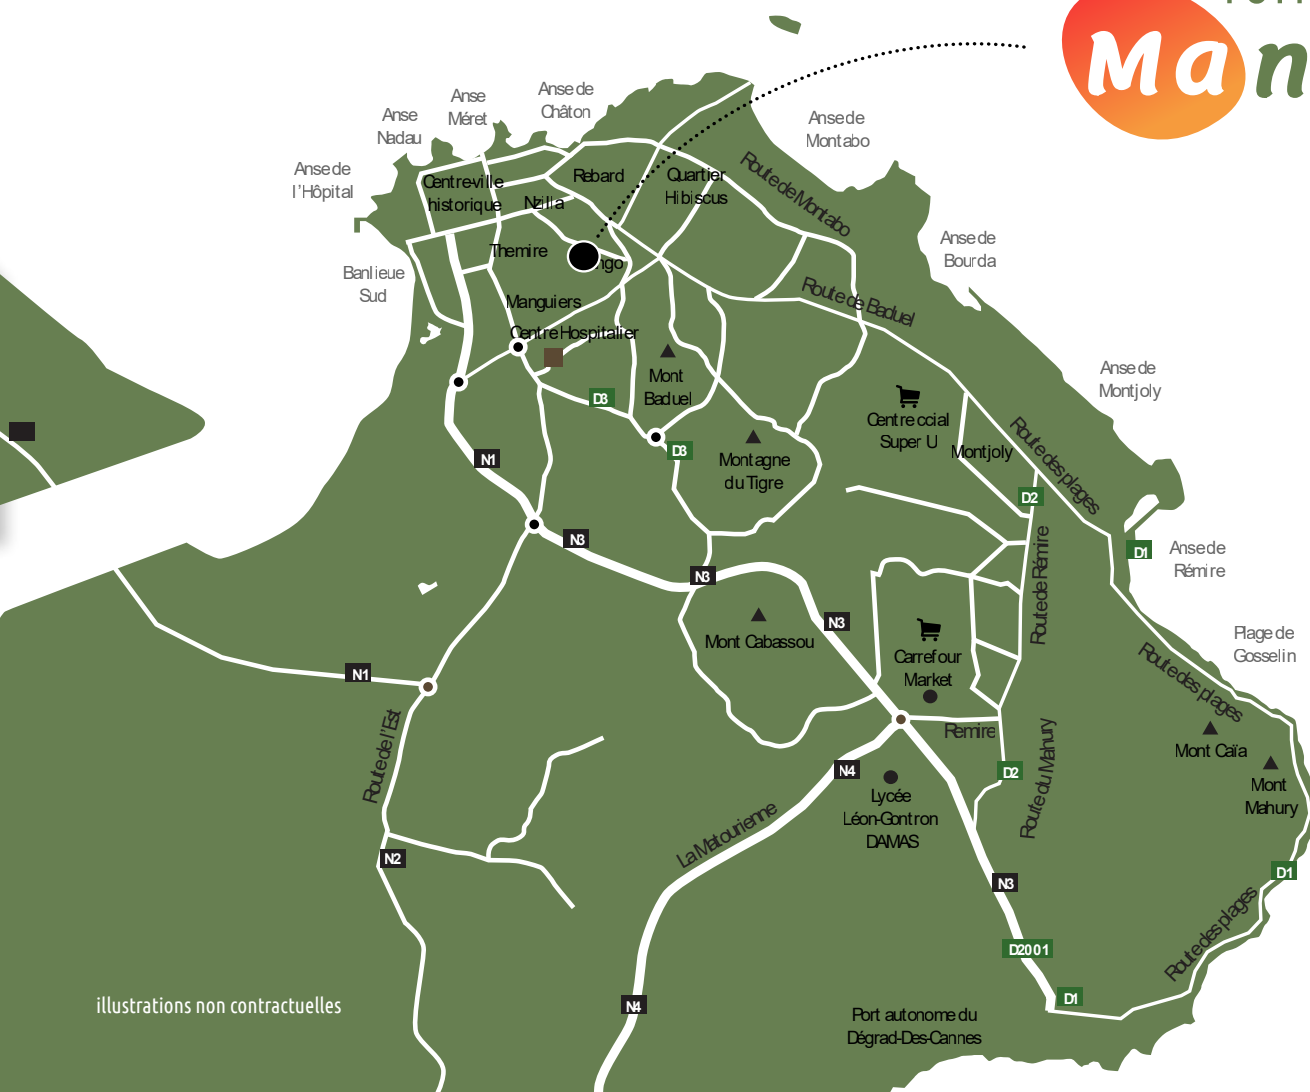 Man
Anse de
Châton
Anse
Méret
Anse
Nadau
Anse de
Montabo
Anse de
l'Hôpital
Centre-ville
historique
Rebard
Quartier
Hibiscus
Route de Montabo
Nzilla
Themire
ngo
Anse de
Bourda
Banlieue
Sud
Manguiers
Route de Baduel
Centre Hospitalier
Mont
Baduel
D3
Anse de
Montjoly
Centre ccial
Super U
Montjoly
Route des plages
D3
N1
Montagne
du Tigre
D2
N3
D1
Anse de
Rémire
N3
Route de Rémire
Mont Cabassou
N3
Carrefour
Market
Plage de
Gosselin
Route des plages
N1
Route de l'Est
Remire
Mont Caïa
Mont
Mahury
N4
D2
Route du Mahury
Lycée
Léon-Gontron
DAMAS
La Matourienne
N2
N3
D1
D2001
Route des plages
N4
D1
illustrations non contractuelles
Port autonome du
Dégrad-Des-Cannes